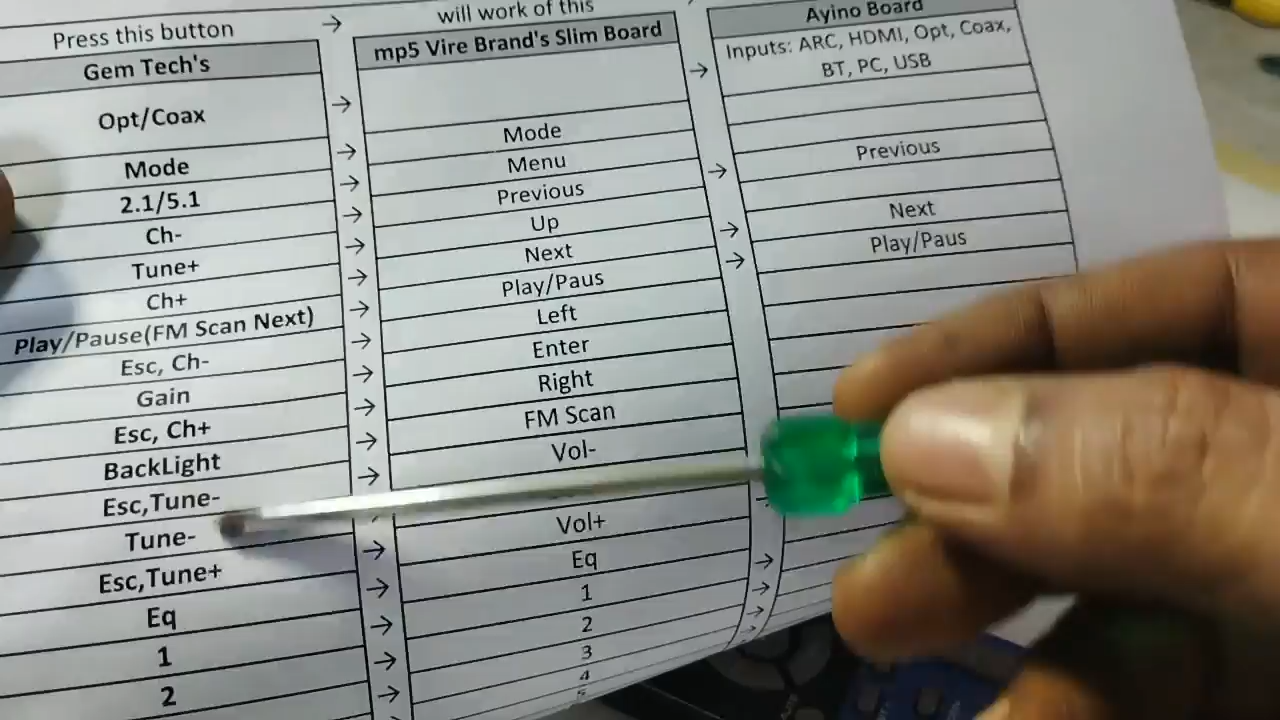 Press this button → will work of this
Gem Tech's
mp5 Vire Brand's Slim Board
Ayino Board
Opt/Coax →
→ Inputs: ARC, HDMI, Opt, Coax,
BT, PC, USB
Mode → Mode
2.1/5.1 → Menu
Ch- → Previous → Previous
Tune+ → Up
Ch+ → Next → Next
Play/Pause(FM Scan Next) → Play/Paus → Play/Paus
Esc, Ch- → Left
Gain → Enter
Esc, Ch+ → Right
BackLight → FM Scan
Esc,Tune- → Vol-
Tune-
Esc,Tune+ → Vol+
Eq → Eq
1 → 1
2 → 2
3
4
5